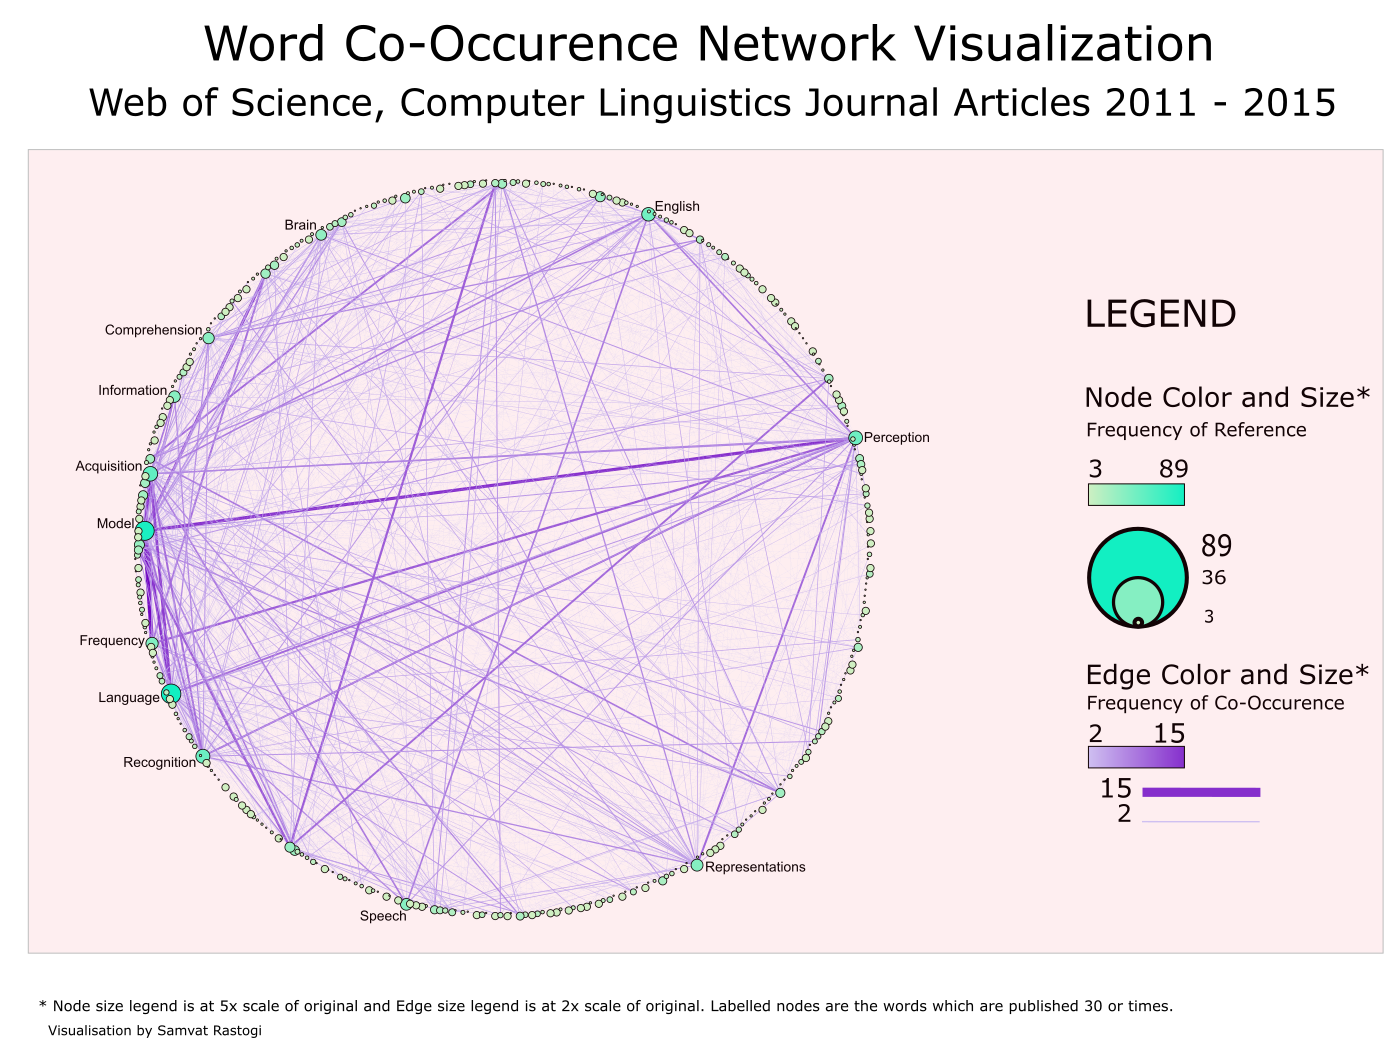 Word Co-Occurence Network Visualization
Web of Science, Computer Linguistics Journal Articles 2011 - 2015
English
Brain
Comprehension
Information
Perception
Acquisition
Model
Frequency
Language
Recognition
Representations
Speech
LEGEND
Node Color and Size*
Frequency of Reference
3 89
89
36
3
Edge Color and Size*
Frequency of Co-Occurence
2 15
15
2
* Node size legend is at 5x scale of original and Edge size legend is at 2x scale of original. Labelled nodes are the words which are published 30 or times.
Visualisation by Samvat Rastogi